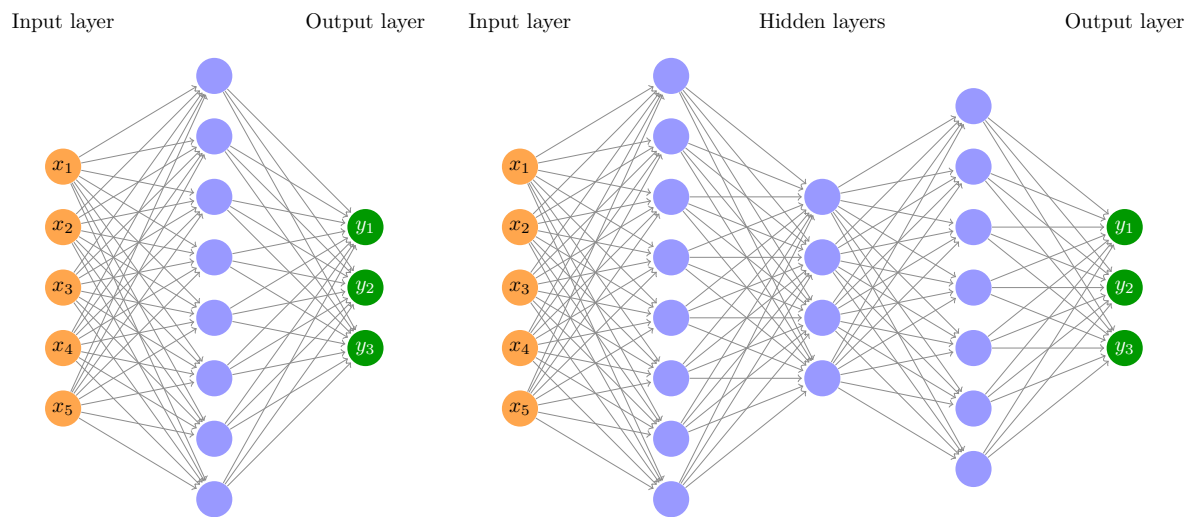 Input layer Output layer Input layer Hidden layers Output layer
x₁ x₁
x₂ y₁ x₂ y₁
x₃ y₂ x₃ y₂
x₄ y₃ x₄ y₃
x₅ x₅